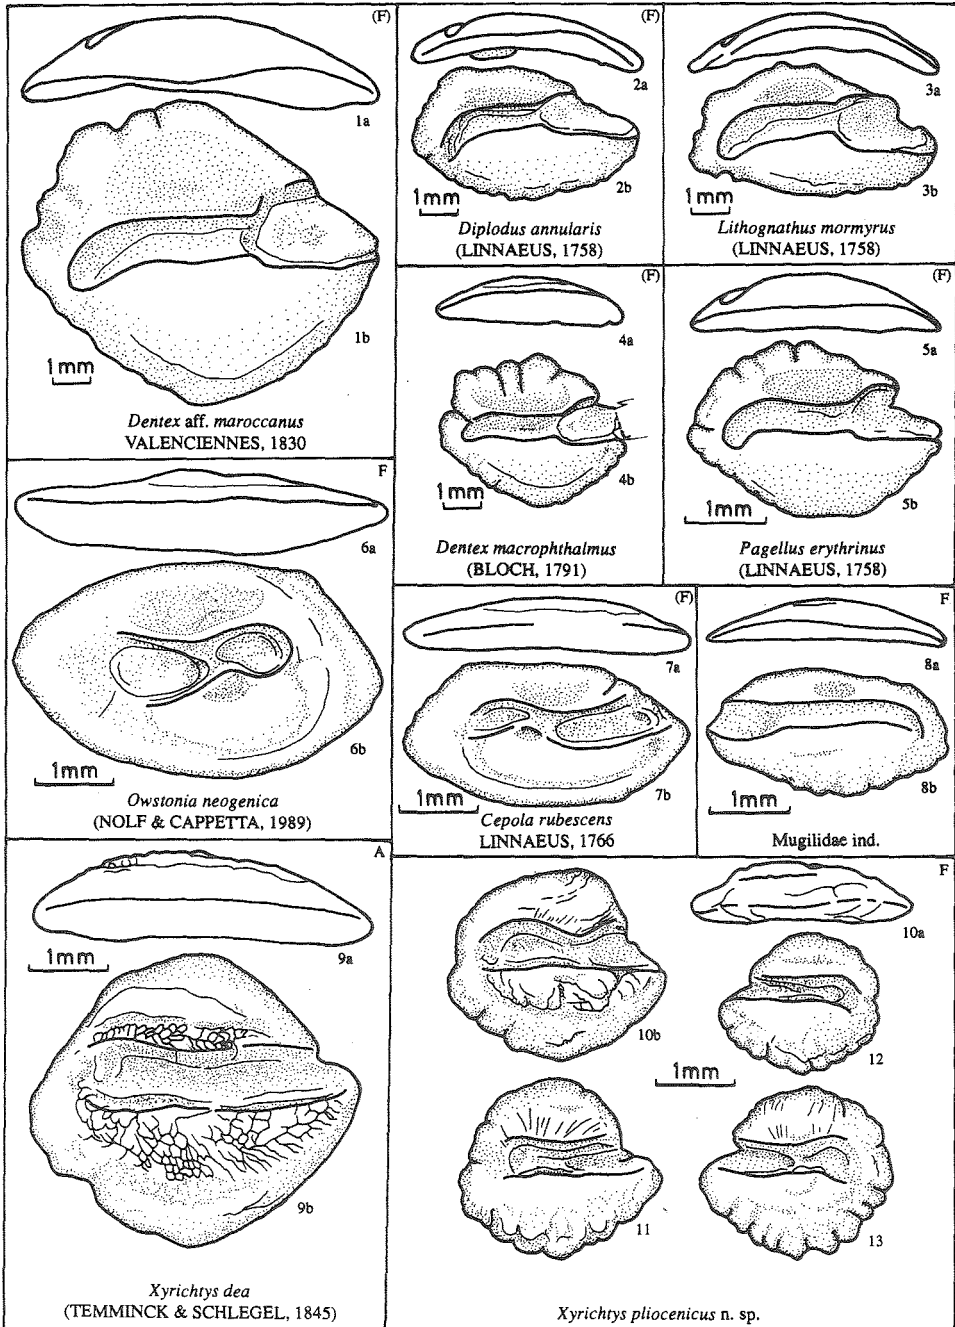 (F)
1a
1b
1mm
Dentex aff. maroccanus
VALENCIENNES, 1830
(F)
2a
2b
1mm
Diplodus annularis
(LINNAEUS, 1758)
(F)
3a
3b
1mm
Lithognathus mormyrus
(LINNAEUS, 1758)
(F)
4a
4b
1mm
Dentex macrophthalmus
(BLOCH, 1791)
(F)
5a
5b
1mm
Pagellus erythrinus
(LINNAEUS, 1758)
F
6a
6b
1mm
Owstonia neogenica
(NOLF & CAPPETTA, 1989)
(F)
7a
7b
1mm
Cepola rubescens
LINNAEUS, 1766
F
8a
8b
1mm
Mugilidae ind.
A
9a
1mm
9b
Xyrichtys dea
(TEMMINCK & SCHLEGEL, 1845)
F
10a
10b
12
1mm
11
13
Xyrichtys pliocenicus n. sp.